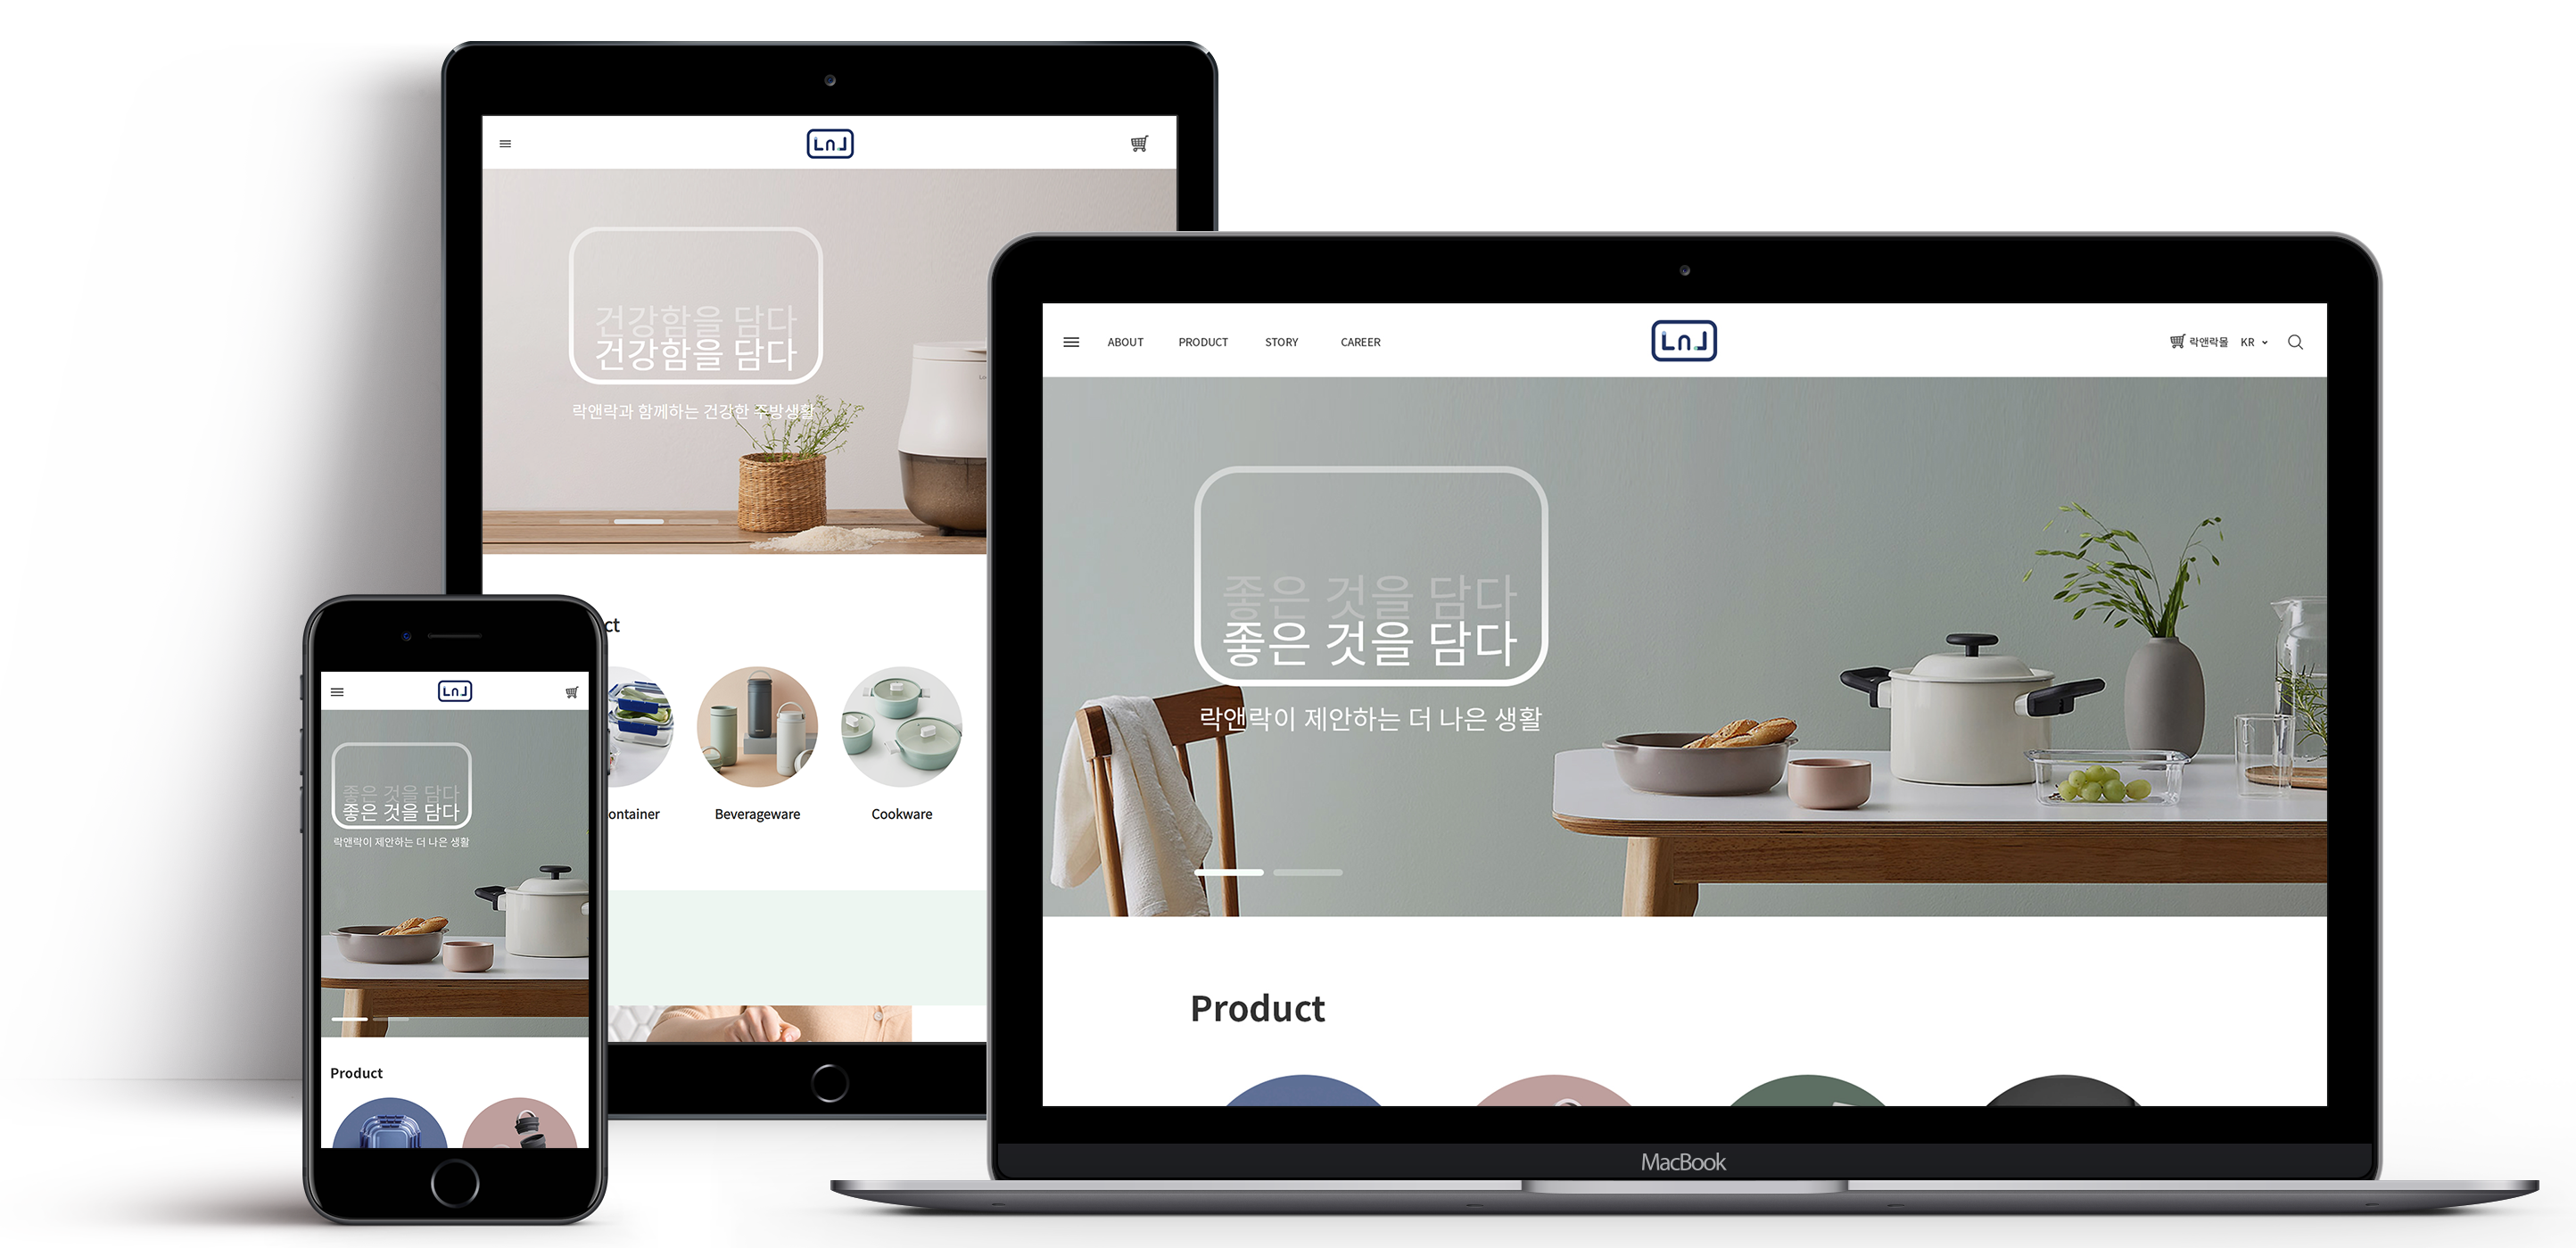 LnL
건강함을 담다
건강함을 담다
락앤락과 함께하는 건강한 주방생활
ct
ontainer
Beverageware
Cookware
LnL
좋은 것을 담다
좋은 것을 담다
락앤락이 제안하는 더 나은 생활
Product
ABOUT PRODUCT STORY CAREER LnL 락앤락몰 KR
좋은 것을 담다
좋은 것을 담다
락앤락이 제안하는 더 나은 생활
Product
MacBook